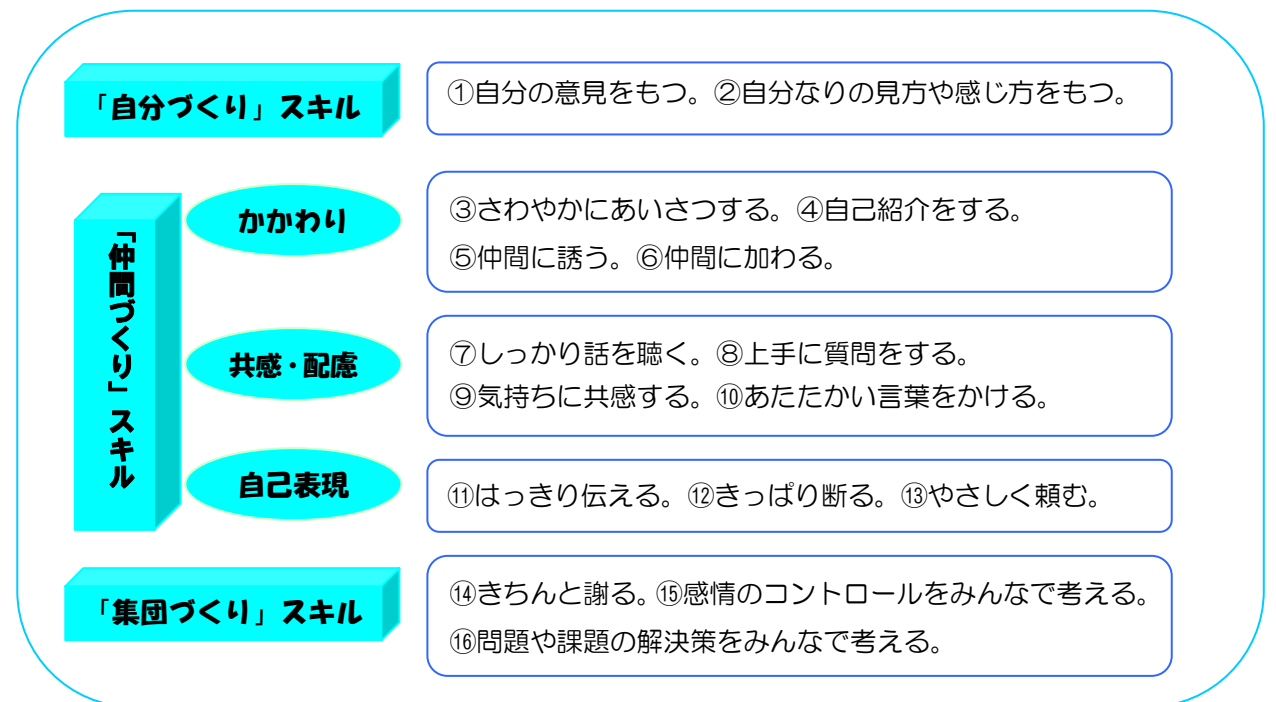 「自分づくり」スキル
①自分の意見をもつ。②自分なりの見方や感じ方をもつ。
「仲間づくり」スキル
かかわり
③さわやかにあいさつする。④自己紹介をする。
⑤仲間に誘う。⑥仲間に加わる。
共感・配慮
⑦しっかり話を聴く。⑧上手に質問をする。
⑨気持ちに共感する。⑩あたたかい言葉をかける。
自己表現
⑪はっきり伝える。⑫きっぱり断る。⑬やさしく頼む。
「集団づくり」スキル
⑭きちんと謝る。⑮感情のコントロールをみんなで考える。
⑯問題や課題の解決策をみんなで考える。